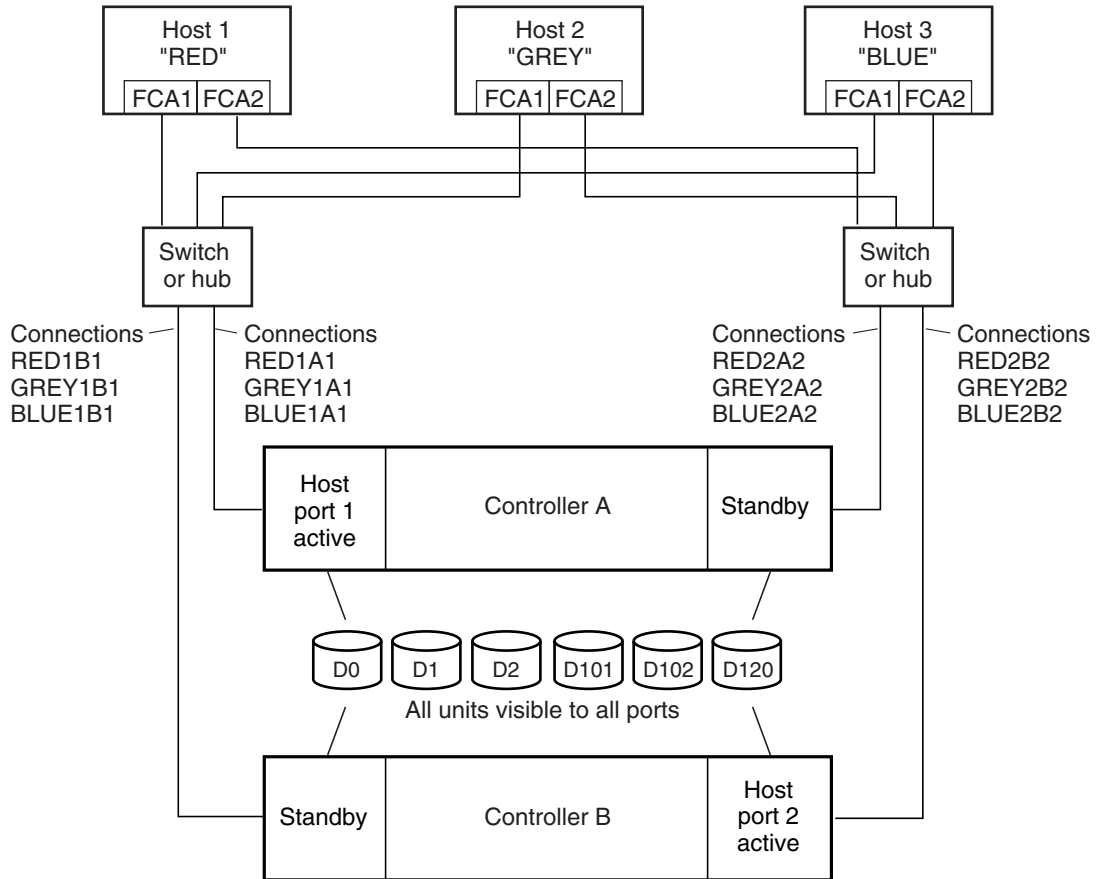 Host 1
"RED"
FCA1 FCA2
Host 2
"GREY"
FCA1 FCA2
Host 3
"BLUE"
FCA1 FCA2
Switch
or hub
Switch
or hub
Connections
RED1B1
GREY1B1
BLUE1B1
Connections
RED1A1
GREY1A1
BLUE1A1
Connections
RED2A2
GREY2A2
BLUE2A2
Connections
RED2B2
GREY2B2
BLUE2B2
Host
port 1
active
Controller A
Standby
D0 D1 D2 D101 D102 D120
All units visible to all ports
Standby
Controller B
Host
port 2
active